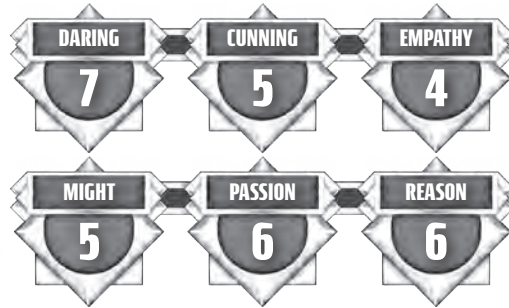 DARING CUNNING EMPATHY
7 5 4
MIGHT PASSION REASON
5 6 6